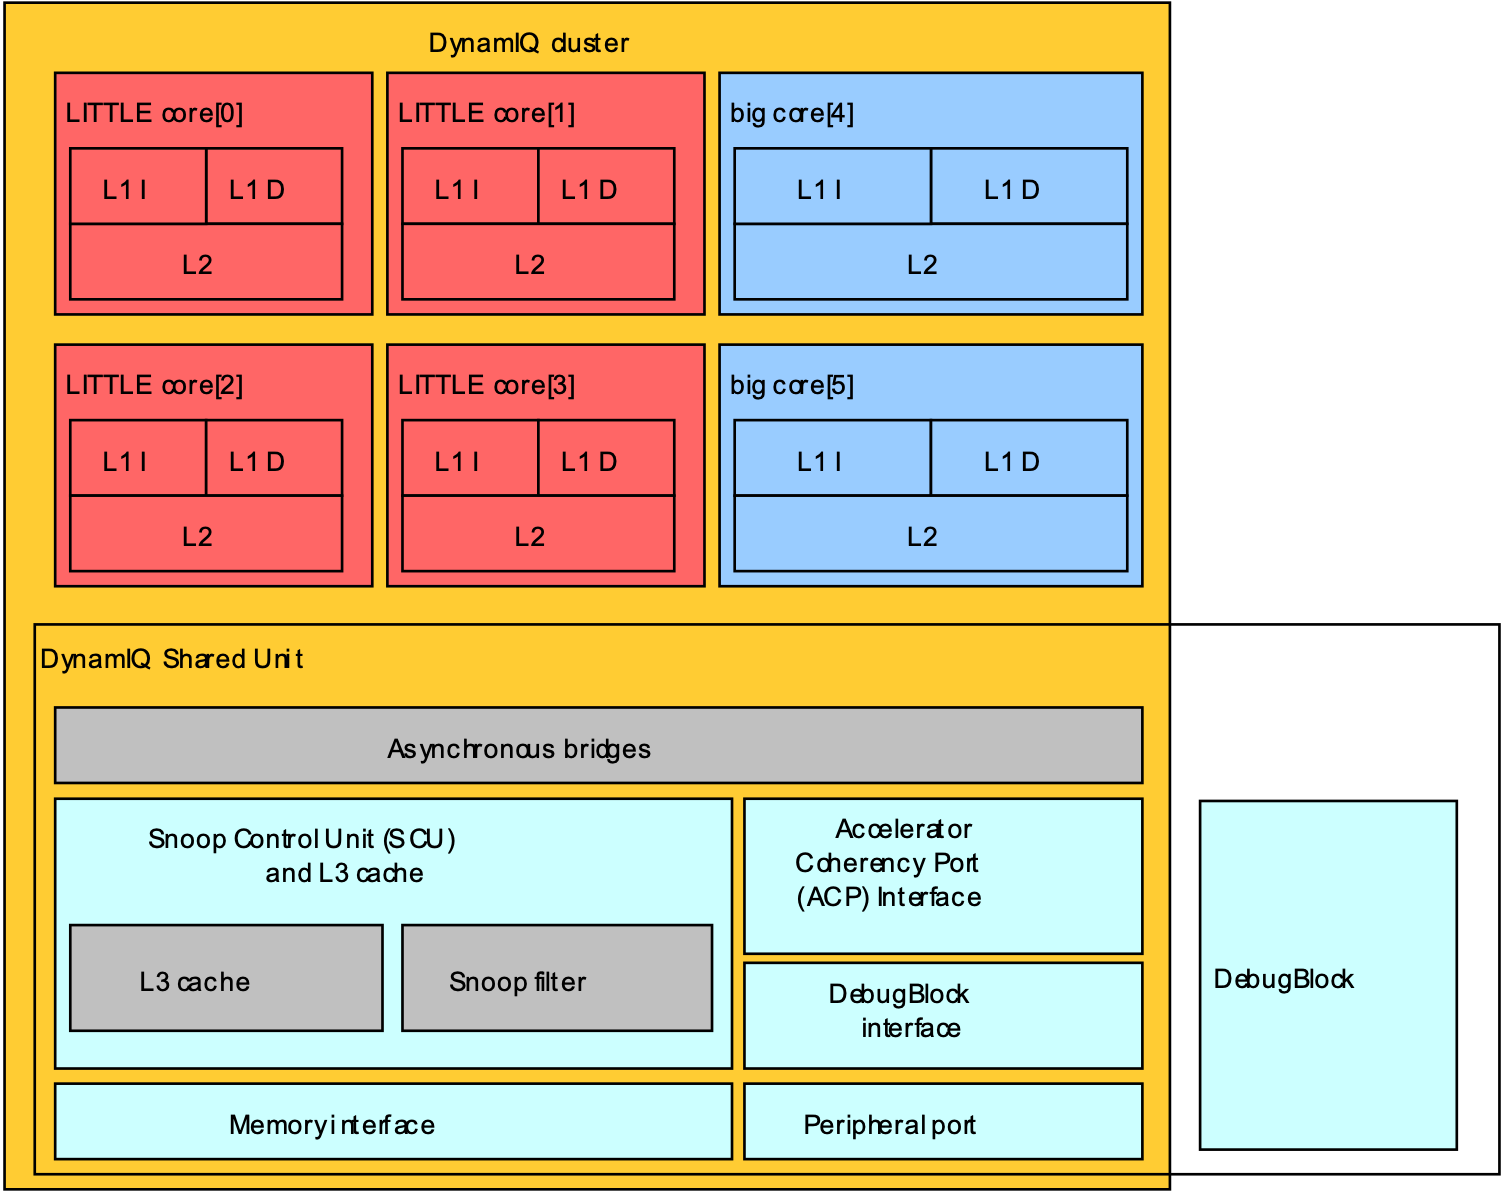 DynamIQ cluster
LITTLE core[0]
LITTLE core[1]
big core[4]
L1 I
L1 D
L1 I
L1 D
L1 I
L1 D
L2
L2
L2
LITTLE core[2]
LITTLE core[3]
big core[5]
L1 I
L1 D
L1 I
L1 D
L1 I
L1 D
L2
L2
L2
DynamIQ Shared Unit
Asynchronous bridges
Snoop Control Unit (SCU)
and L3 cache
L3 cache
Snoop filter
Accelerator
Coherency Port
(ACP) Interface
DebugBlock
interface
DebugBlock
Memory interface
Peripheral port